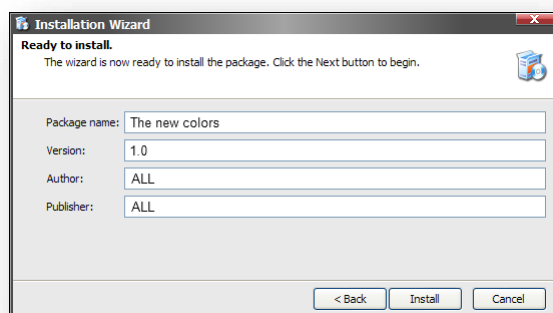 Installation Wizard
Ready to install.
The wizard is now ready to install the package. Click the Next button to begin.
Package name: The new colors
Version: 1.0
Author: ALL
Publisher: ALL
< Back Install Cancel